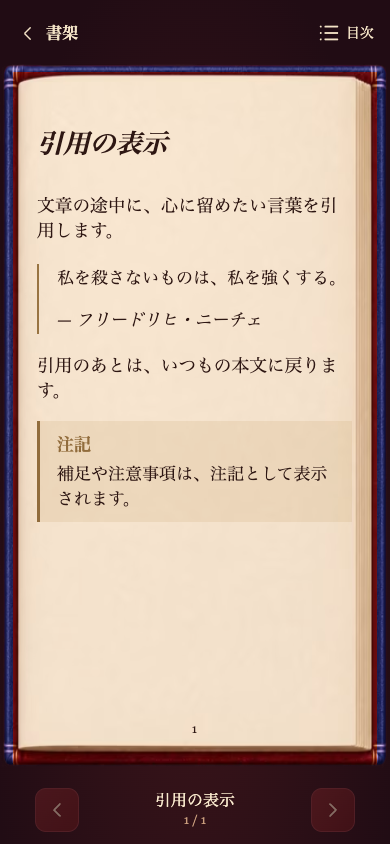 書架
目次
引用の表示
文章の途中に、心に留めたい言葉を引
用します。
私を殺さないものは、私を強くする。
— フリードリヒ・ニーチェ
引用のあとは、いつもの本文に戻りま
す。
注記
補足や注意事項は、注記として表示
されます。
1
引用の表示
1 / 1